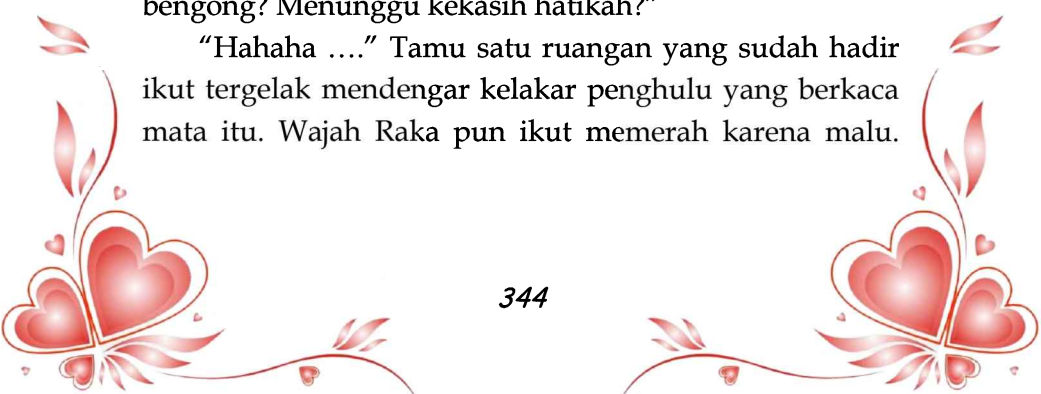 bengong? Menunggu kekasih hatikah?”
“Hahaha ….” Tamu satu ruangan yang sudah hadir
ikut tergelak mendengar kelakar penghulu yang berkaca
mata itu. Wajah Raka pun ikut memerah karena malu.
344